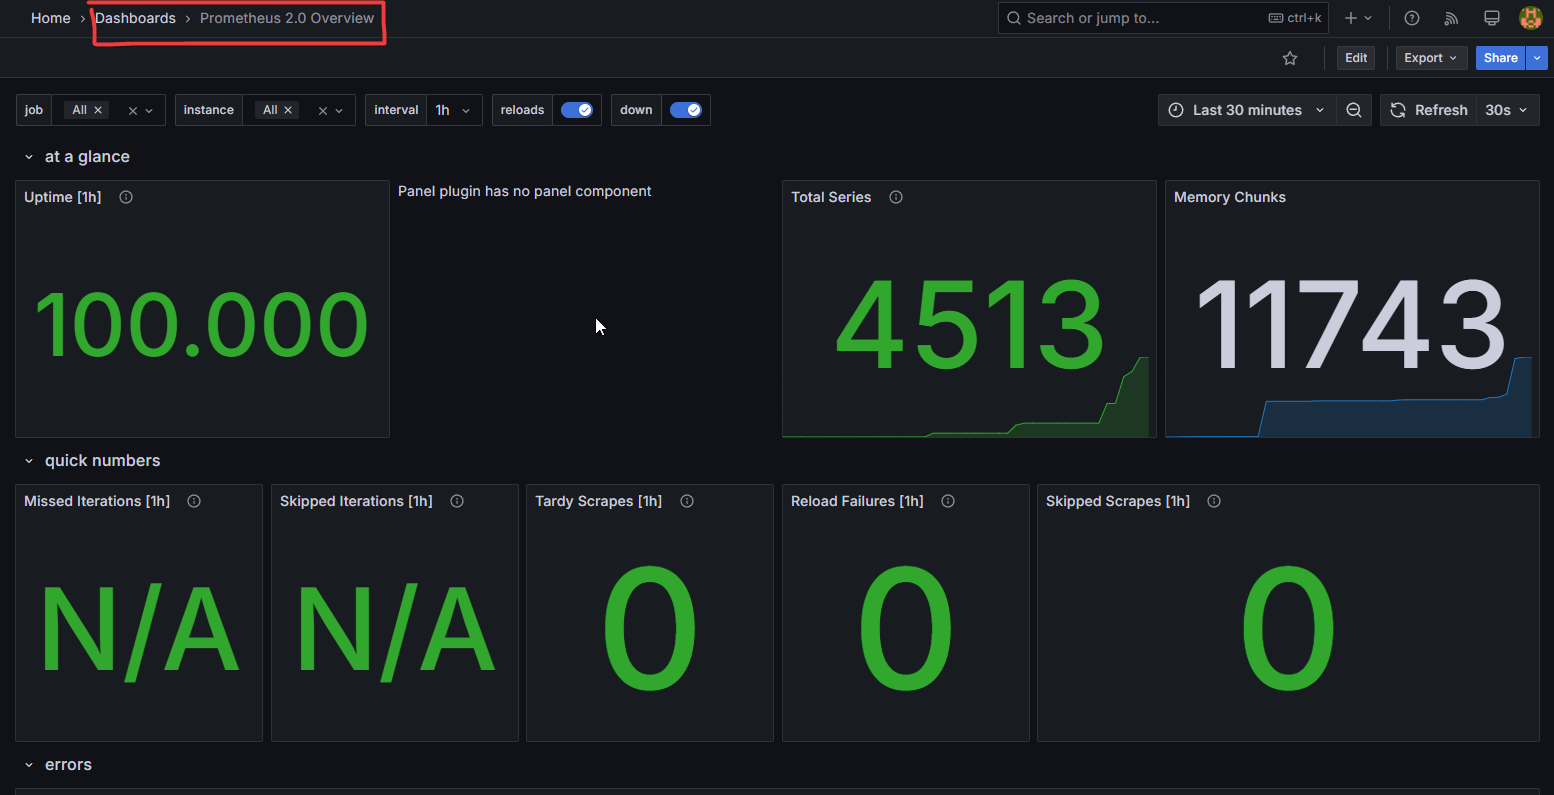 Home › Dashboards › Prometheus 2.0 Overview
Search or jump to... ctrl+k
Edit Export Share
job All instance All interval 1h reloads down Last 30 minutes Refresh 30s
at a glance
Uptime [1h] Panel plugin has no panel component Total Series Memory Chunks
100.000 4513 11743
quick numbers
Missed Iterations [1h] Skipped Iterations [1h] Tardy Scrapes [1h] Reload Failures [1h] Skipped Scrapes [1h]
N/A N/A 0 0 0
errors